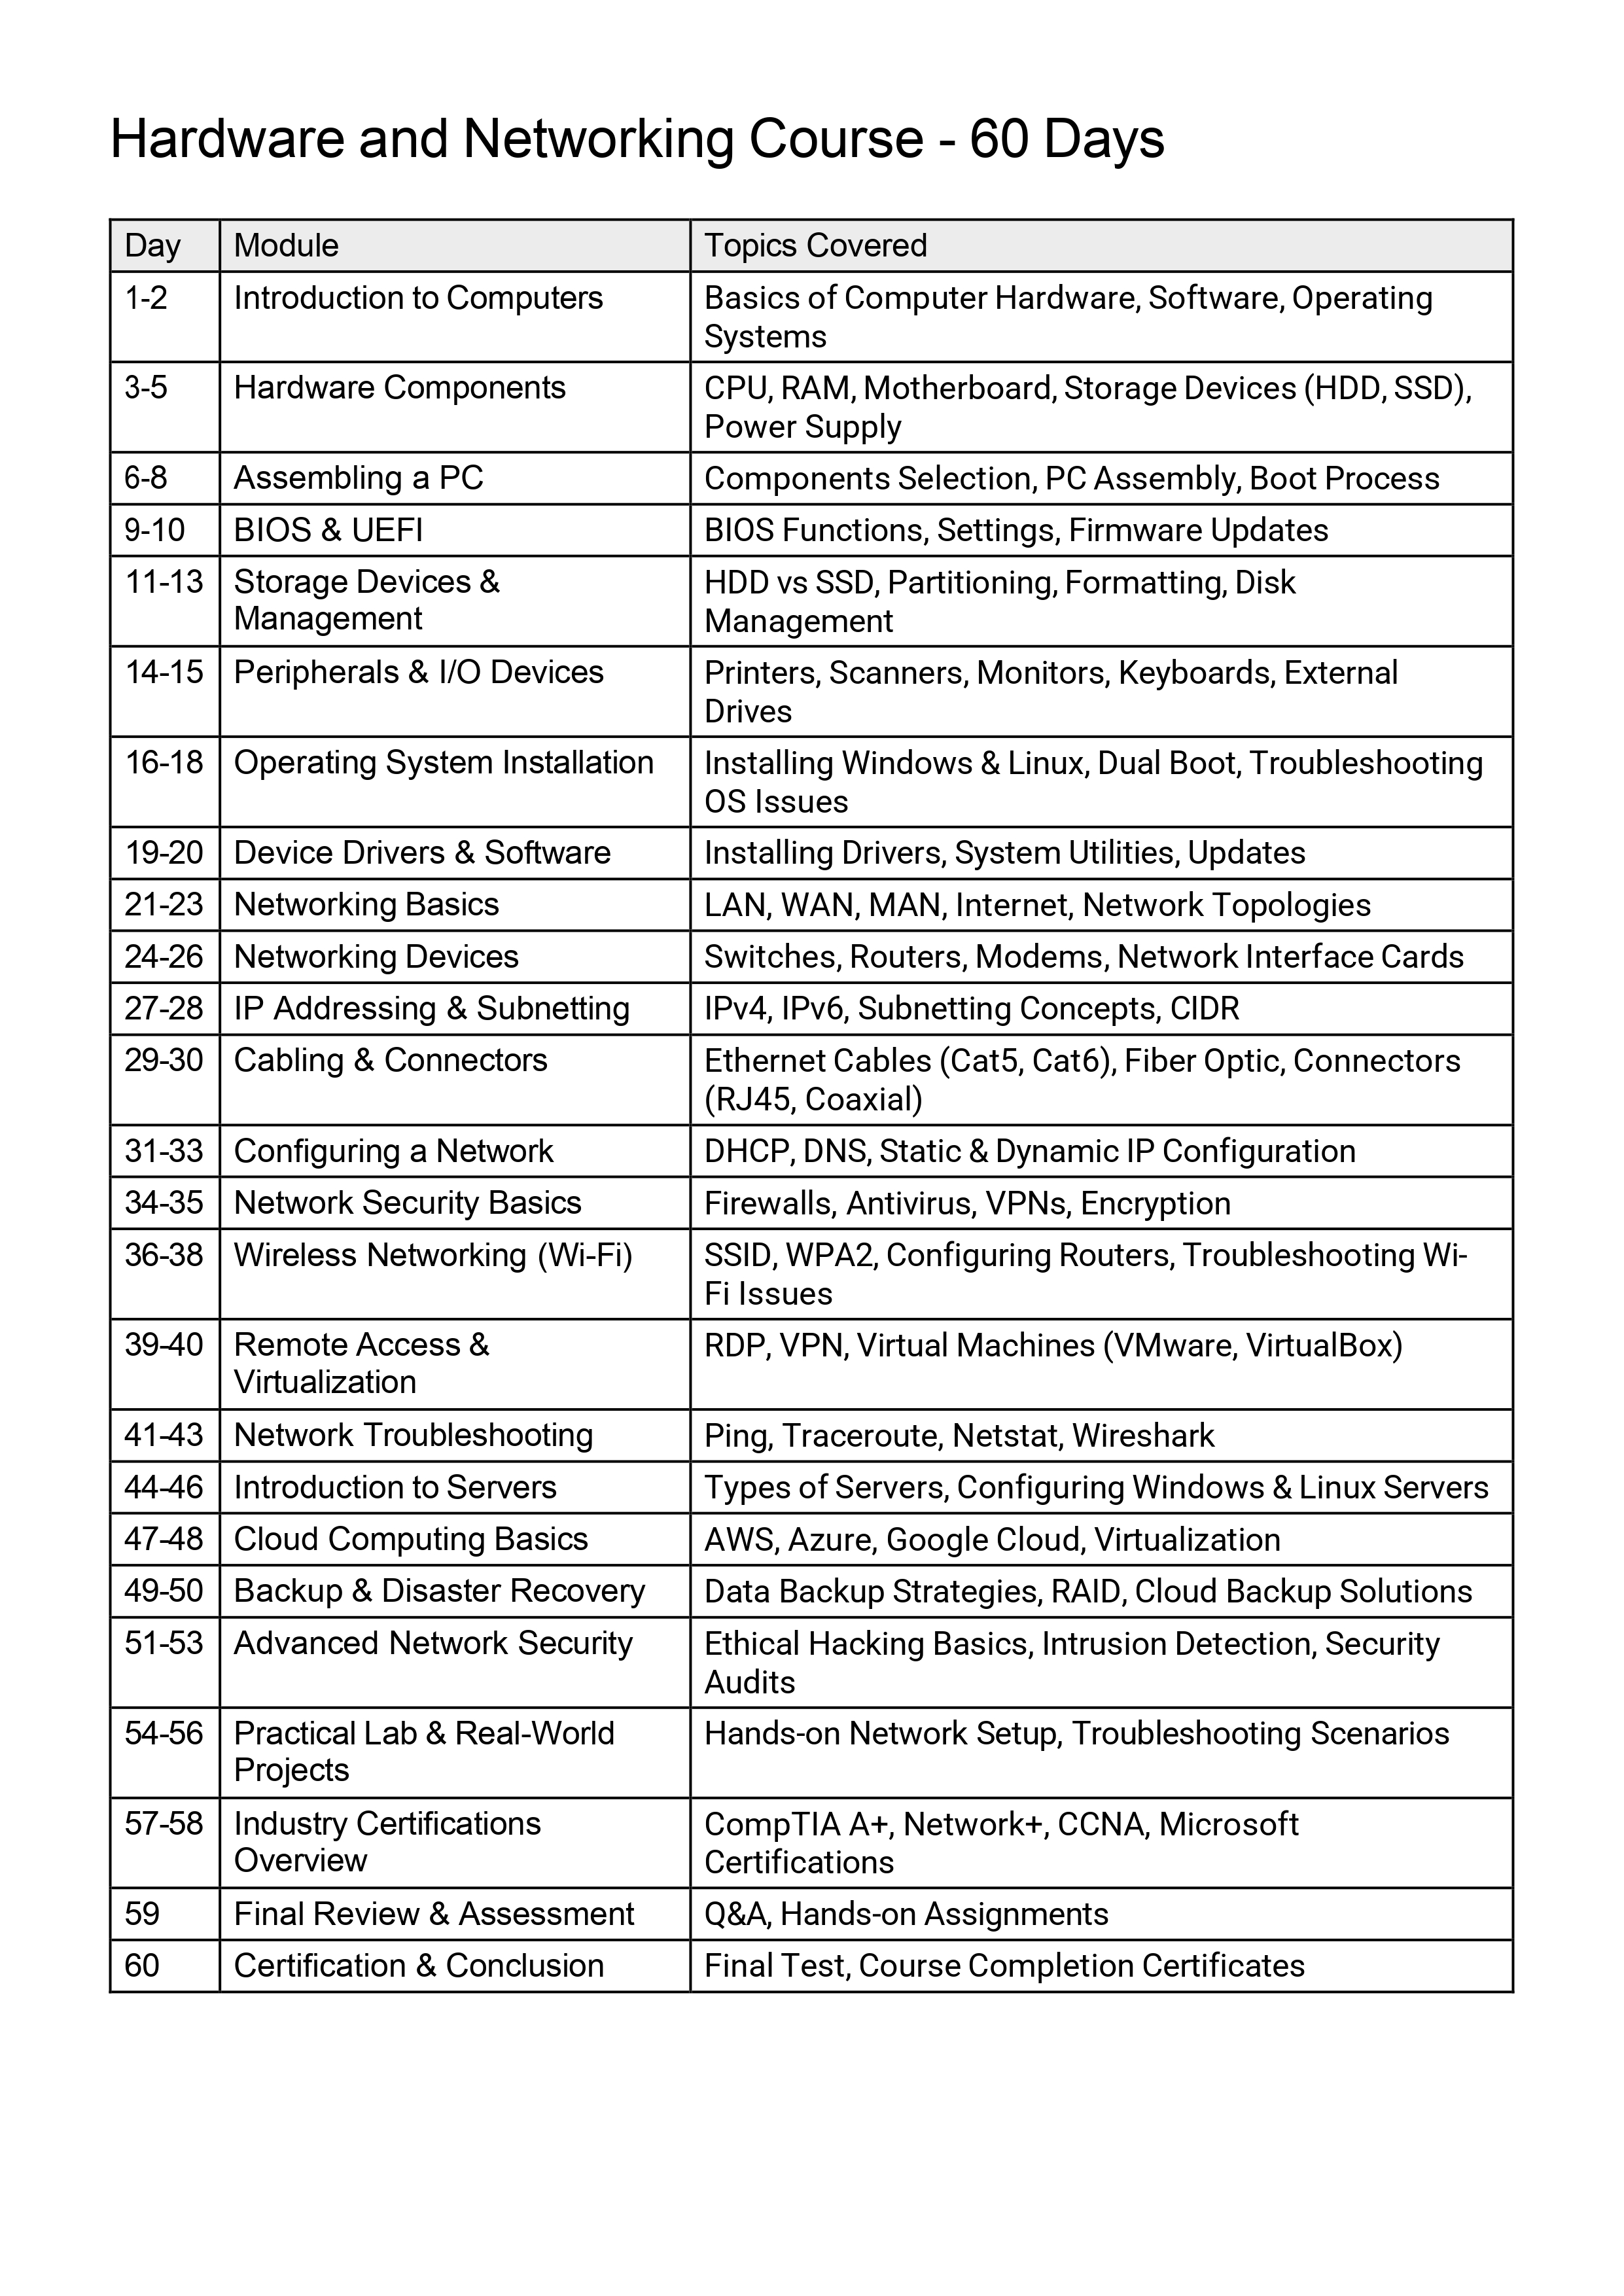 Hardware and Networking Course - 60 Days
Day Module Topics Covered
1-2 Introduction to Computers Basics of Computer Hardware, Software, Operating
Systems
3-5 Hardware Components CPU, RAM, Motherboard, Storage Devices (HDD, SSD),
Power Supply
6-8 Assembling a PC Components Selection, PC Assembly, Boot Process
9-10 BIOS & UEFI BIOS Functions, Settings, Firmware Updates
11-13 Storage Devices & HDD vs SSD, Partitioning, Formatting, Disk
Management Management
14-15 Peripherals & I/O Devices Printers, Scanners, Monitors, Keyboards, External
Drives
16-18 Operating System Installation Installing Windows & Linux, Dual Boot, Troubleshooting
OS Issues
19-20 Device Drivers & Software Installing Drivers, System Utilities, Updates
21-23 Networking Basics LAN, WAN, MAN, Internet, Network Topologies
24-26 Networking Devices Switches, Routers, Modems, Network Interface Cards
27-28 IP Addressing & Subnetting IPv4, IPv6, Subnetting Concepts, CIDR
29-30 Cabling & Connectors Ethernet Cables (Cat5, Cat6), Fiber Optic, Connectors
(RJ45, Coaxial)
31-33 Configuring a Network DHCP, DNS, Static & Dynamic IP Configuration
34-35 Network Security Basics Firewalls, Antivirus, VPNs, Encryption
36-38 Wireless Networking (Wi-Fi) SSID, WPA2, Configuring Routers, Troubleshooting Wi-
Fi Issues
39-40 Remote Access & RDP, VPN, Virtual Machines (VMware, VirtualBox)
Virtualization
41-43 Network Troubleshooting Ping, Traceroute, Netstat, Wireshark
44-46 Introduction to Servers Types of Servers, Configuring Windows & Linux Servers
47-48 Cloud Computing Basics AWS, Azure, Google Cloud, Virtualization
49-50 Backup & Disaster Recovery Data Backup Strategies, RAID, Cloud Backup Solutions
51-53 Advanced Network Security Ethical Hacking Basics, Intrusion Detection, Security
Audits
54-56 Practical Lab & Real-World Hands-on Network Setup, Troubleshooting Scenarios
Projects
57-58 Industry Certifications CompTIA A+, Network+, CCNA, Microsoft
Overview Certifications
59 Final Review & Assessment Q&A, Hands-on Assignments
60 Certification & Conclusion Final Test, Course Completion Certificates